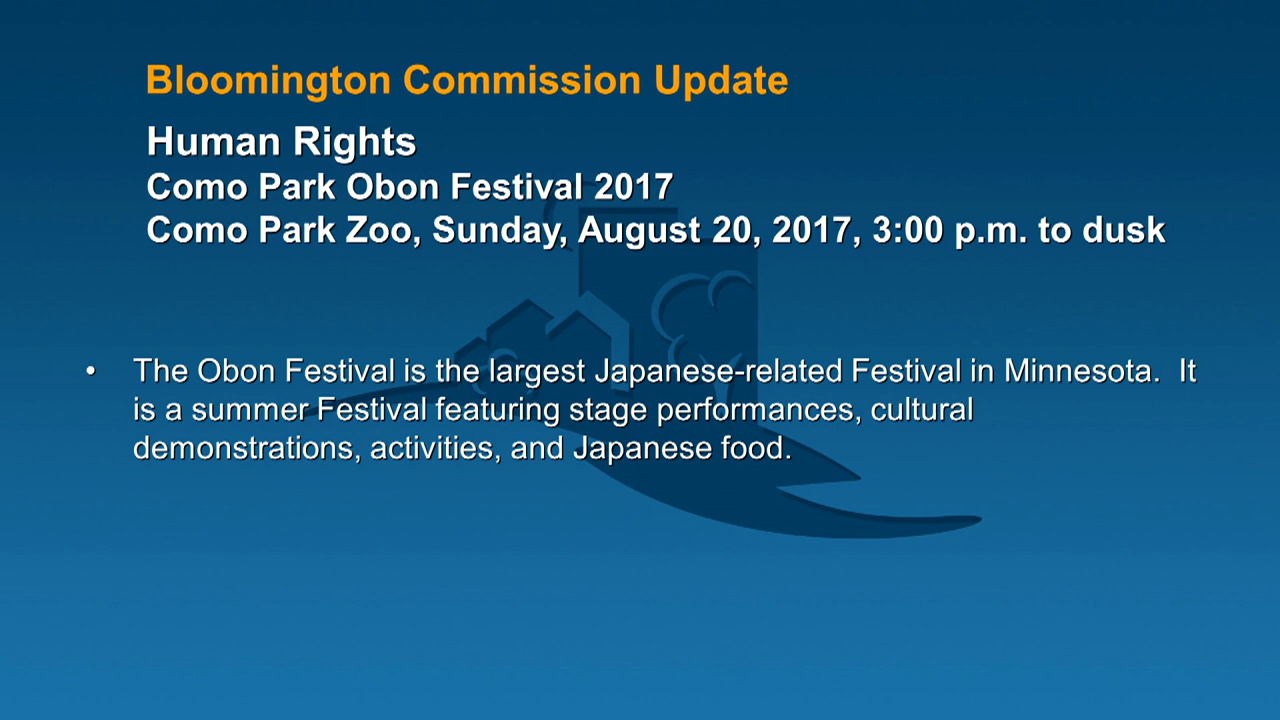 Bloomington Commission Update
Human Rights
Como Park Obon Festival 2017
Como Park Zoo, Sunday, August 20, 2017, 3:00 p.m. to dusk
• The Obon Festival is the largest Japanese-related Festival in Minnesota.  It
is a summer Festival featuring stage performances, cultural
demonstrations, activities, and Japanese food.